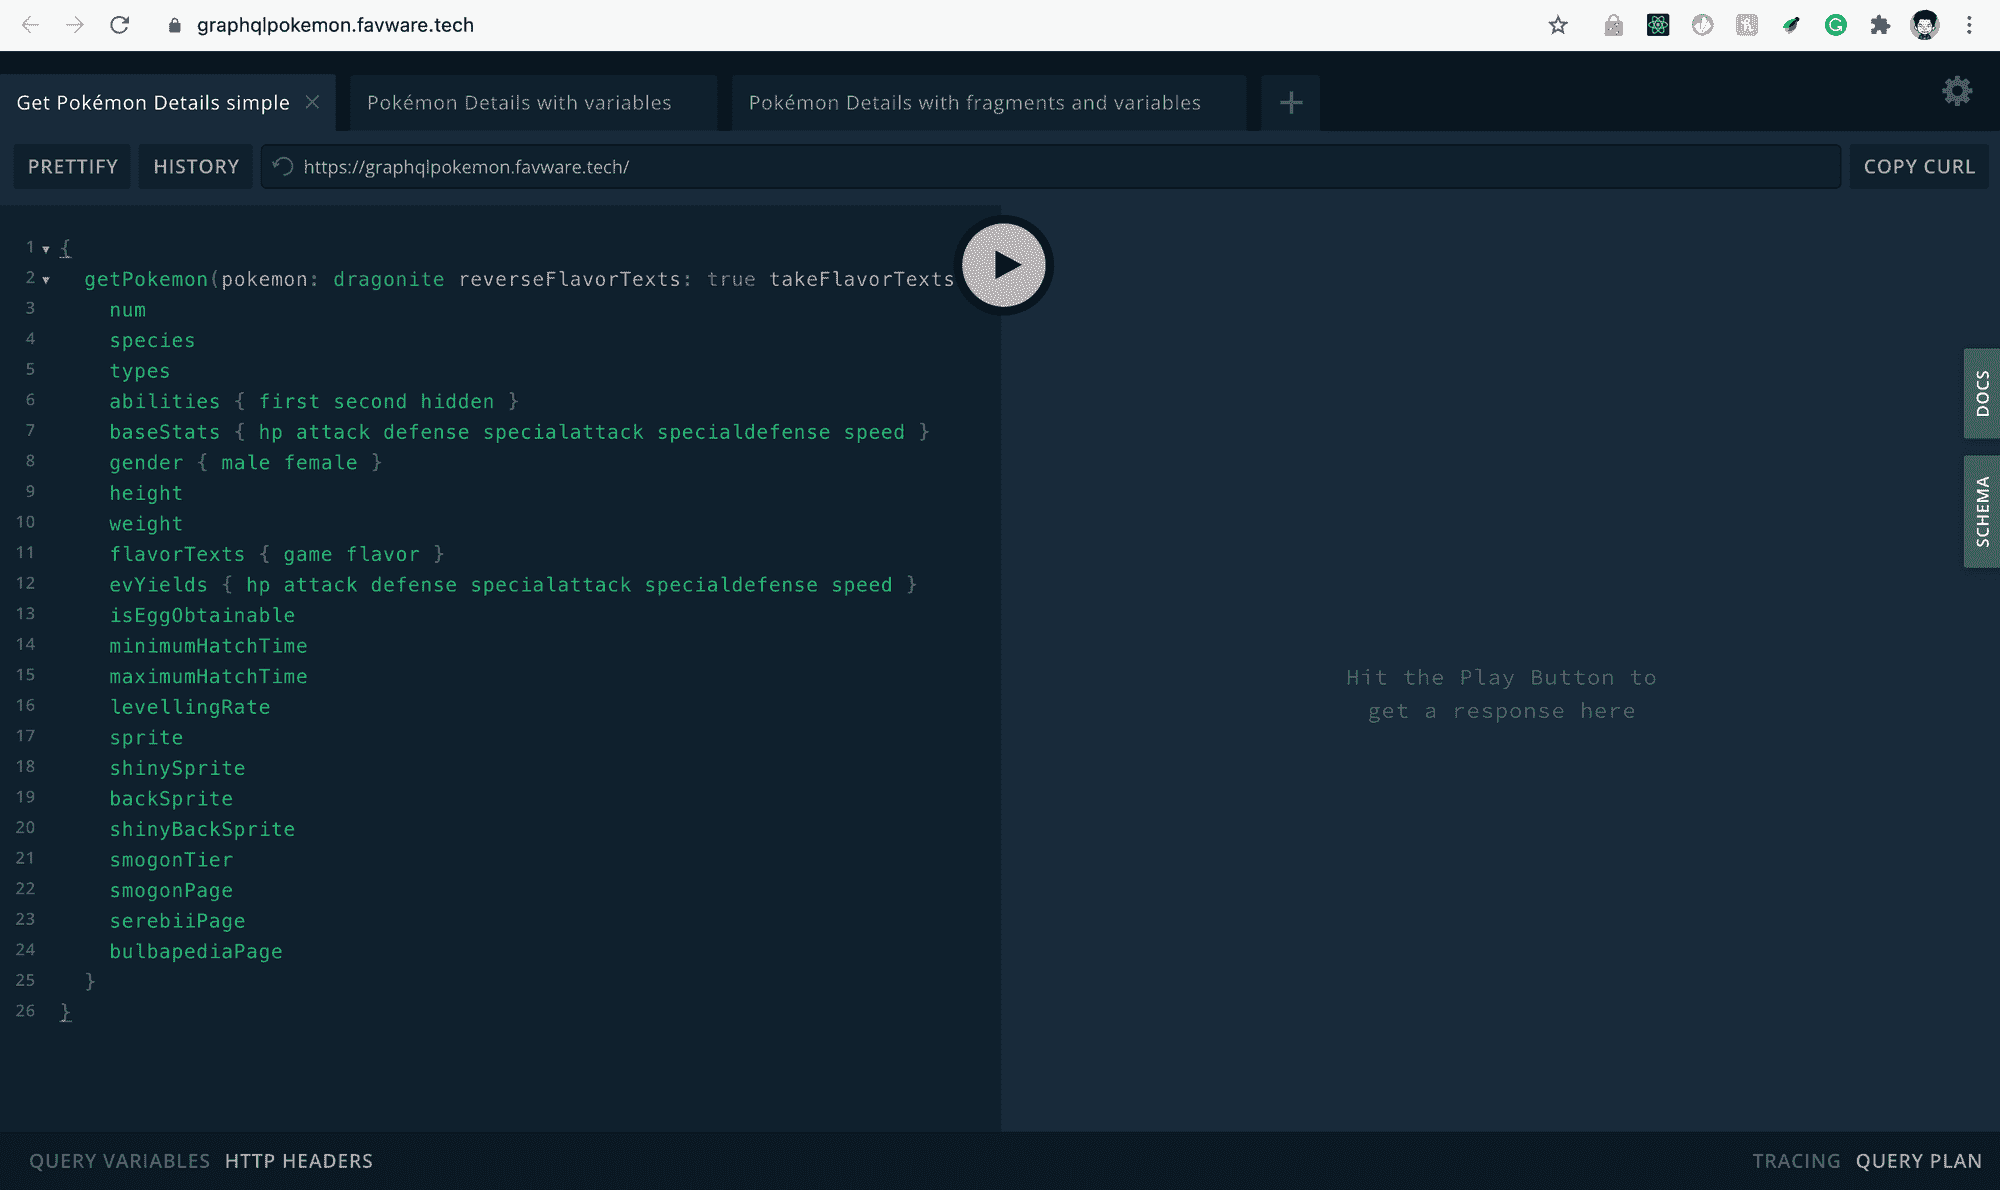 graphqlpokemon.favware.tech
Get Pokémon Details simple
Pokémon Details with variables
Pokémon Details with fragments and variables
PRETTIFY
HISTORY
https://graphqlpokemon.favware.tech/
COPY CURL
1 {
2 getPokemon(pokemon: dragonite reverseFlavorTexts: true takeFlavorTexts
3 num
4 species
5 types
6 abilities { first second hidden }
7 baseStats { hp attack defense specialattack specialdefense speed }
8 gender { male female }
9 height
10 weight
11 flavorTexts { game flavor }
12 evYields { hp attack defense specialattack specialdefense speed }
13 isEggObtainable
14 minimumHatchTime
15 maximumHatchTime
16 levellingRate
17 sprite
18 shinySprite
19 backSprite
20 shinyBackSprite
21 smogonTier
22 smogonPage
23 serebiiPage
24 bulbapediaPage
25 }
26 }
Hit the Play Button to
get a response here
DOCS
SCHEMA
QUERY VARIABLES
HTTP HEADERS
TRACING
QUERY PLAN